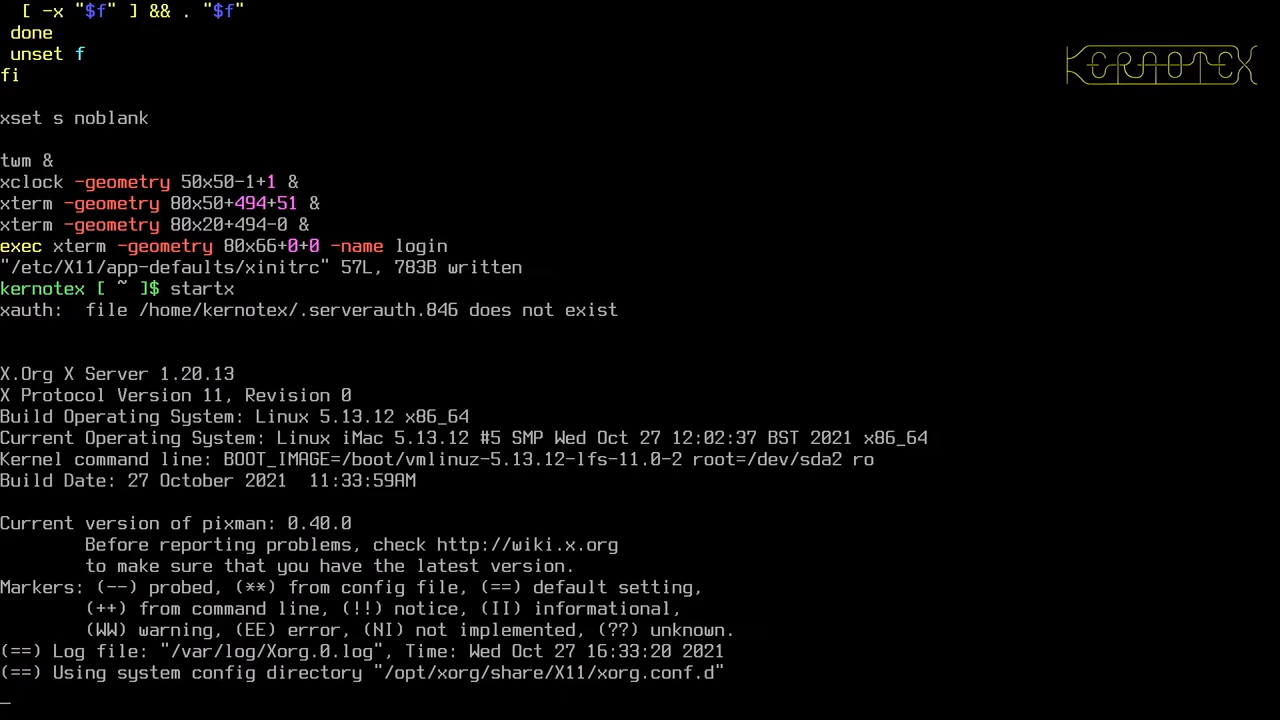 [ -x "$f" ] && . "$f"
done
unset f
fi
KERNOTEX
xset s noblank
twm &
xclock -geometry 50x50-1+1 &
xterm -geometry 80x50+494+51 &
xterm -geometry 80x20+494-0 &
exec xterm -geometry 80x66+0+0 -name login
"/etc/X11/app-defaults/xinitrc" 57L, 783B written
kernotex [ ~ ]$ startx
xauth:  file /home/kernotex/.serverauth.846 does not exist
X.Org X Server 1.20.13
X Protocol Version 11, Revision 0
Build Operating System: Linux 5.13.12 x86_64
Current Operating System: Linux iMac 5.13.12 #5 SMP Wed Oct 27 12:02:37 BST 2021 x86_64
Kernel command line: BOOT_IMAGE=/boot/vmlinuz-5.13.12-lfs-11.0-2 root=/dev/sda2 ro
Build Date: 27 October 2021  11:33:59AM
Current version of pixman: 0.40.0
Before reporting problems, check http://wiki.x.org
to make sure that you have the latest version.
Markers: (--) probed, (**) from config file, (==) default setting,
(++) from command line, (!!) notice, (II) informational,
(WW) warning, (EE) error, (NI) not implemented, (??) unknown.
(==) Log file: "/var/log/Xorg.0.log", Time: Wed Oct 27 16:33:20 2021
(==) Using system config directory "/opt/xorg/share/X11/xorg.conf.d"
_